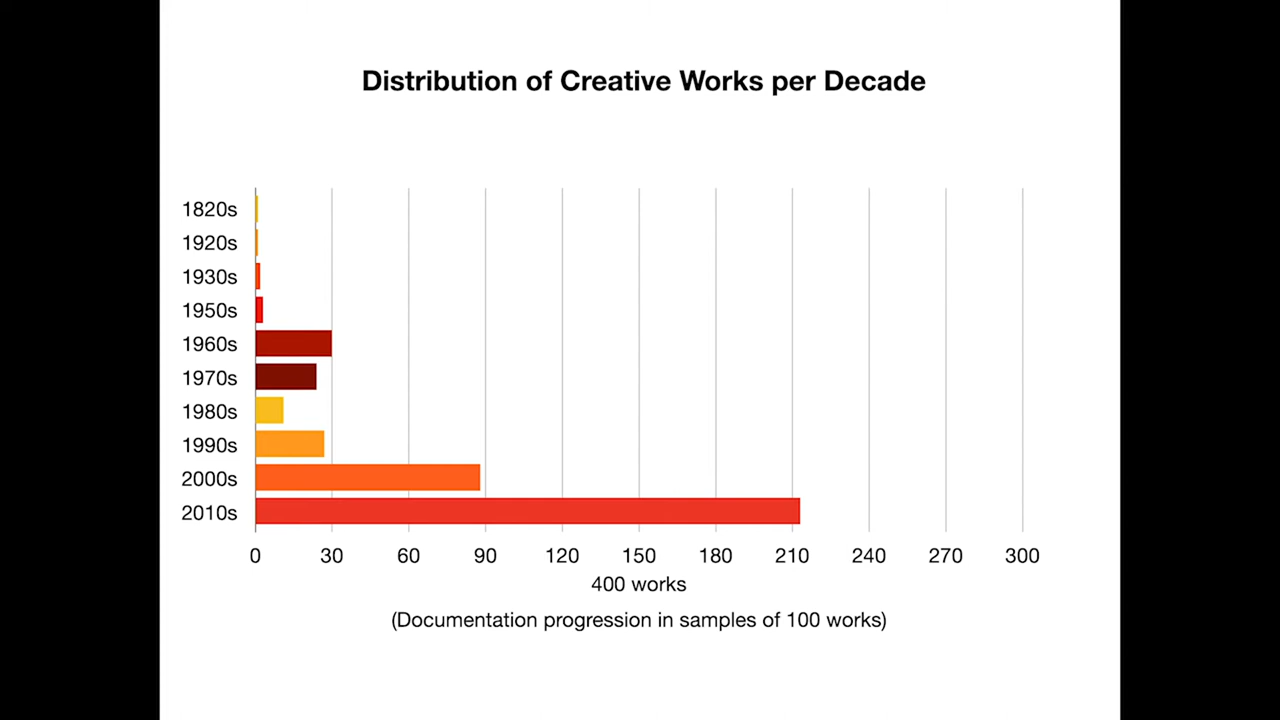 Distribution of Creative Works per Decade
1820s
1920s
1930s
1950s
1960s
1970s
1980s
1990s
2000s
2010s
0 30 60 90 120 150 180 210 240 270 300
400 works
(Documentation progression in samples of 100 works)